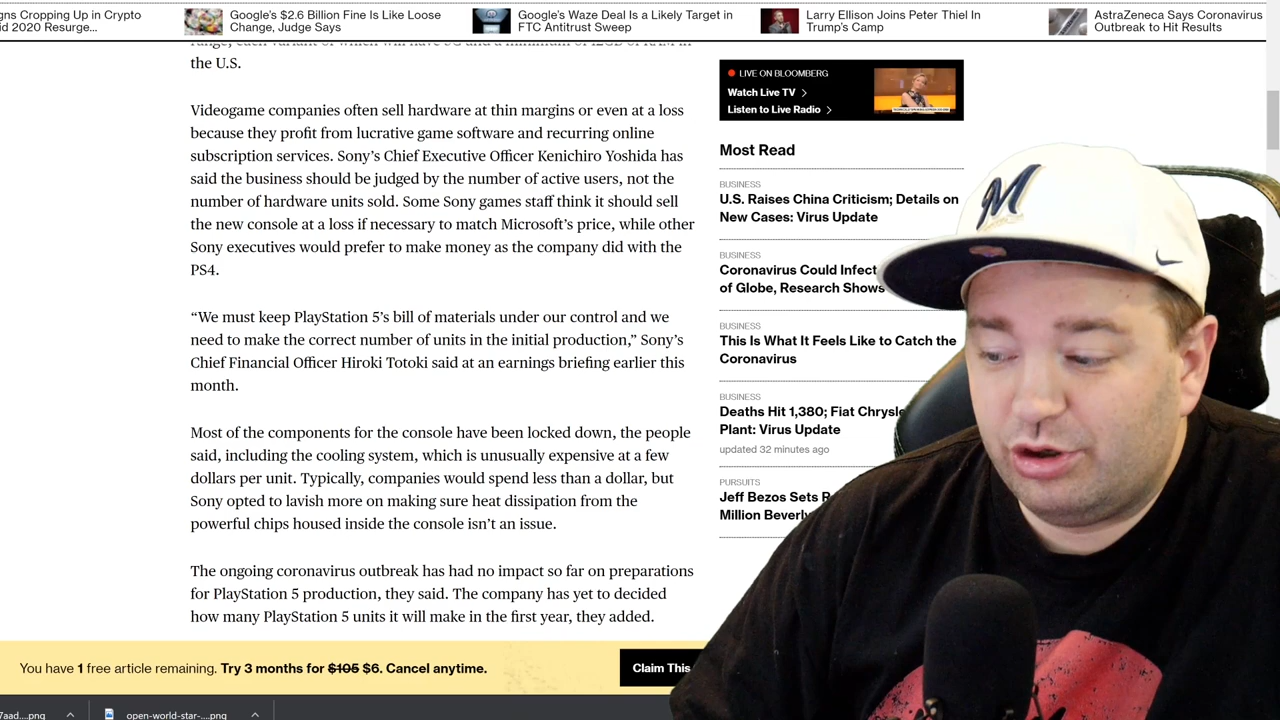 gns Cropping Up in Crypto
id 2020 Resurge...
Google's $2.6 Billion Fine Is Like Loose
Change, Judge Says
Google's Waze Deal Is a Likely Target in
FTC Antitrust Sweep
Larry Ellison Joins Peter Thiel In
Trump's Camp
AstraZeneca Says Coronavirus
Outbreak to Hit Results
range, each variant of which will have 5G and a minimum of 12GB of RAM in
the U.S.
Videogame companies often sell hardware at thin margins or even at a loss
because they profit from lucrative game software and recurring online
subscription services. Sony's Chief Executive Officer Kenichiro Yoshida has
said the business should be judged by the number of active users, not the
number of hardware units sold. Some Sony games staff think it should sell
the new console at a loss if necessary to match Microsoft's price, while other
Sony executives would prefer to make money as the company did with the
PS4.
“We must keep PlayStation 5's bill of materials under our control and we
need to make the correct number of units in the initial production,” Sony's
Chief Financial Officer Hiroki Totoki said at an earnings briefing earlier this
month.
Most of the components for the console have been locked down, the people
said, including the cooling system, which is unusually expensive at a few
dollars per unit. Typically, companies would spend less than a dollar, but
Sony opted to lavish more on making sure heat dissipation from the
powerful chips housed inside the console isn't an issue.
The ongoing coronavirus outbreak has had no impact so far on preparations
for PlayStation 5 production, they said. The company has yet to decided
how many PlayStation 5 units it will make in the first year, they added.
LIVE ON BLOOMBERG
Watch Live TV
Listen to Live Radio
Most Read
BUSINESS
U.S. Raises China Criticism; Details on
New Cases: Virus Update
BUSINESS
Coronavirus Could Infect
of Globe, Research Shows
BUSINESS
This Is What It Feels Like to Catch the
Coronavirus
BUSINESS
Deaths Hit 1,380; Fiat Chrysle
Plant: Virus Update
updated 32 minutes ago
PURSUITS
Jeff Bezos Sets R
Million Beverly
M
You have 1 free article remaining. Try 3 months for $105 $6. Cancel anytime.
Claim This
7aad....png
open-world-star-....png